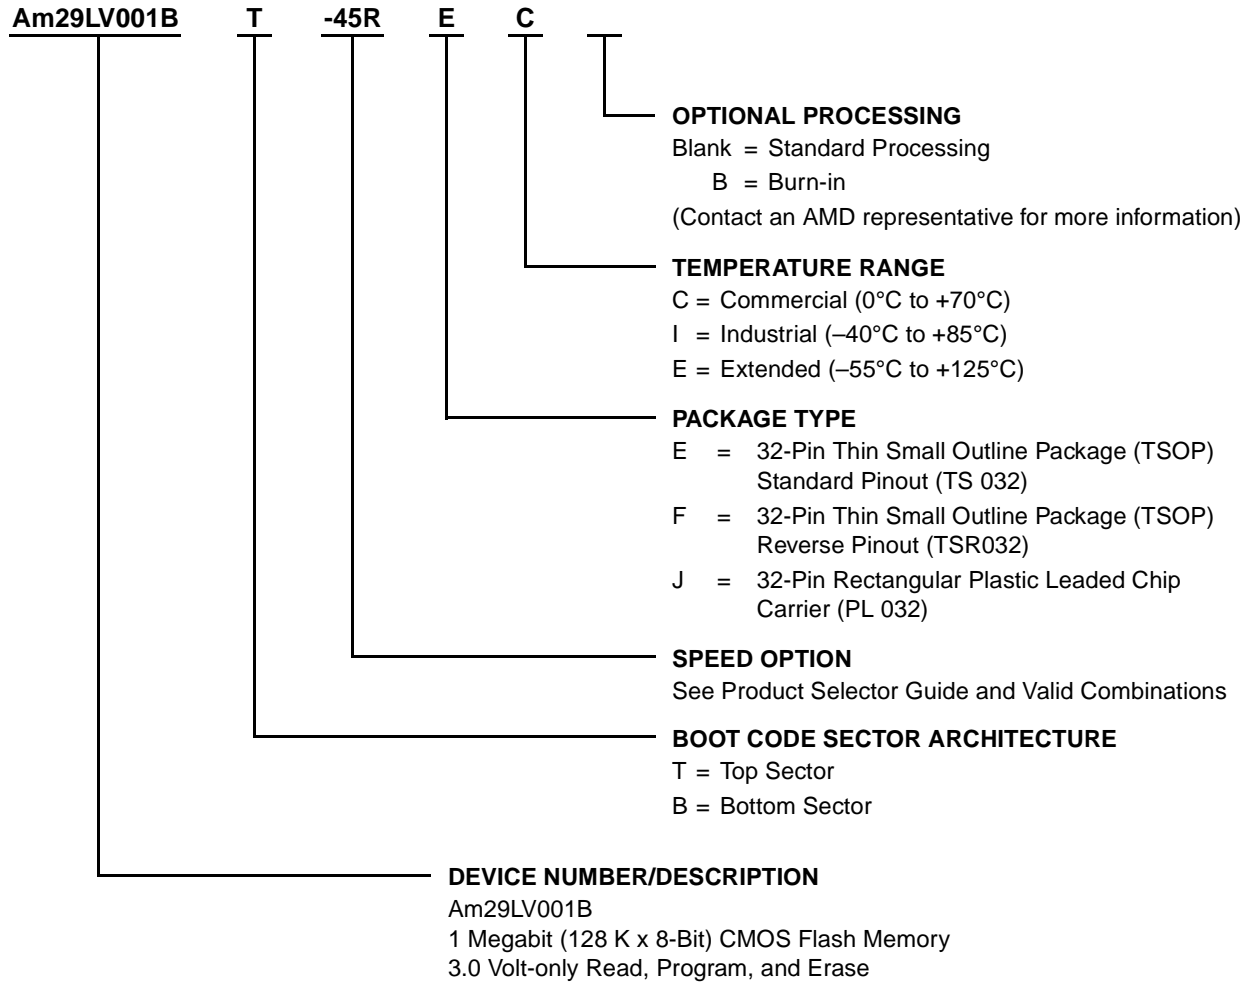 Am29LV001B T -45R E C
OPTIONAL PROCESSING
Blank = Standard Processing
B = Burn-in
(Contact an AMD representative for more information)
TEMPERATURE RANGE
C = Commercial (0°C to +70°C)
I = Industrial (–40°C to +85°C)
E = Extended (–55°C to +125°C)
PACKAGE TYPE
E = 32-Pin Thin Small Outline Package (TSOP)
Standard Pinout (TS 032)
F = 32-Pin Thin Small Outline Package (TSOP)
Reverse Pinout (TSR032)
J = 32-Pin Rectangular Plastic Leaded Chip
Carrier (PL 032)
SPEED OPTION
See Product Selector Guide and Valid Combinations
BOOT CODE SECTOR ARCHITECTURE
T = Top Sector
B = Bottom Sector
DEVICE NUMBER/DESCRIPTION
Am29LV001B
1 Megabit (128 K x 8-Bit) CMOS Flash Memory
3.0 Volt-only Read, Program, and Erase